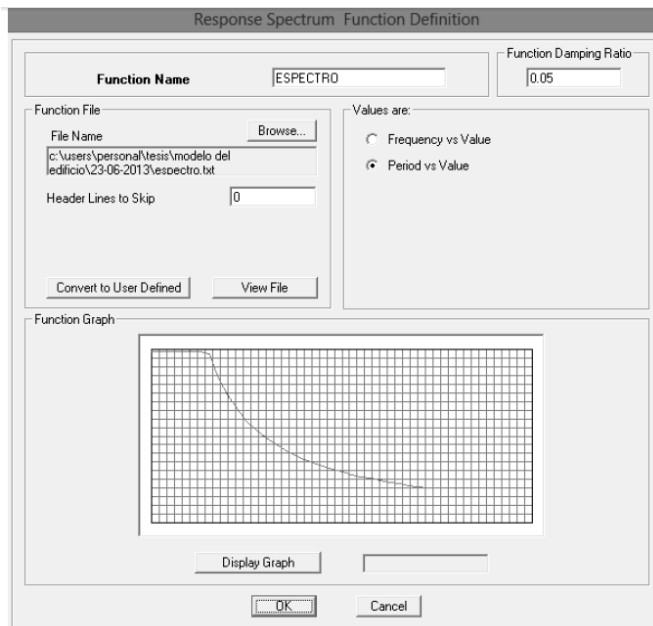 Response Spectrum Function Definition
Function Name
ESPECTRO
Function Damping Ratio
0.05
Function File
File Name
Browse...
c:\users\personal\tesis\modelo del
edificio\23-06-2013\espectro.txt
Header Lines to Skip
0
Convert to User Defined
View File
Values are:
Frequency vs Value
Period vs Value
Function Graph
Display Graph
OK
Cancel